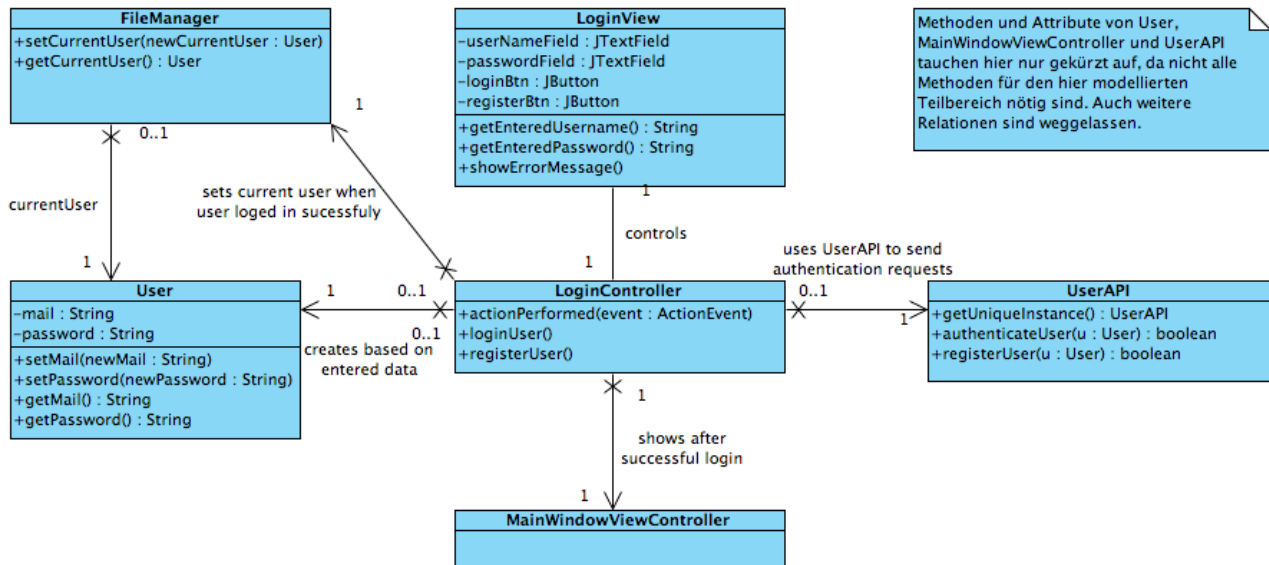 FileManager
+setCurrentUser(newCurrentUser : User)
+getCurrentUser() : User
LoginView
-userNameField : JTextField
-passwordField : JTextField
-loginBtn : JButton
-registerBtn : JButton
+getEnteredUsername() : String
+getEnteredPassword() : String
+showErrorMessage()
Methoden und Attribute von User,
MainWindowViewController und UserAPI
tauchen hier nur gekürzt auf, da nicht alle
Methoden für den hier modellierten
Teilbereich nötig sind. Auch weitere
Relationen sind weggelassen.
0..1
currentUser
1
1
sets current user when
user loged in sucessfuly
0..1
1
controls
1
uses UserAPI to send
authentication requests
0..1
1
User
-mail : String
-password : String
+setMail(newMail : String)
+setPassword(newPassword : String)
+getMail() : String
+getPassword() : String
1
0..1
creates based on
entered data
LoginController
+actionPerformed(event : ActionEvent)
+loginUser()
+registerUser()
UserAPI
+getUniqueInstance() : UserAPI
+authenticateUser(u : User) : boolean
+registerUser(u : User) : boolean
1
shows after
successful login
1
MainWindowViewController